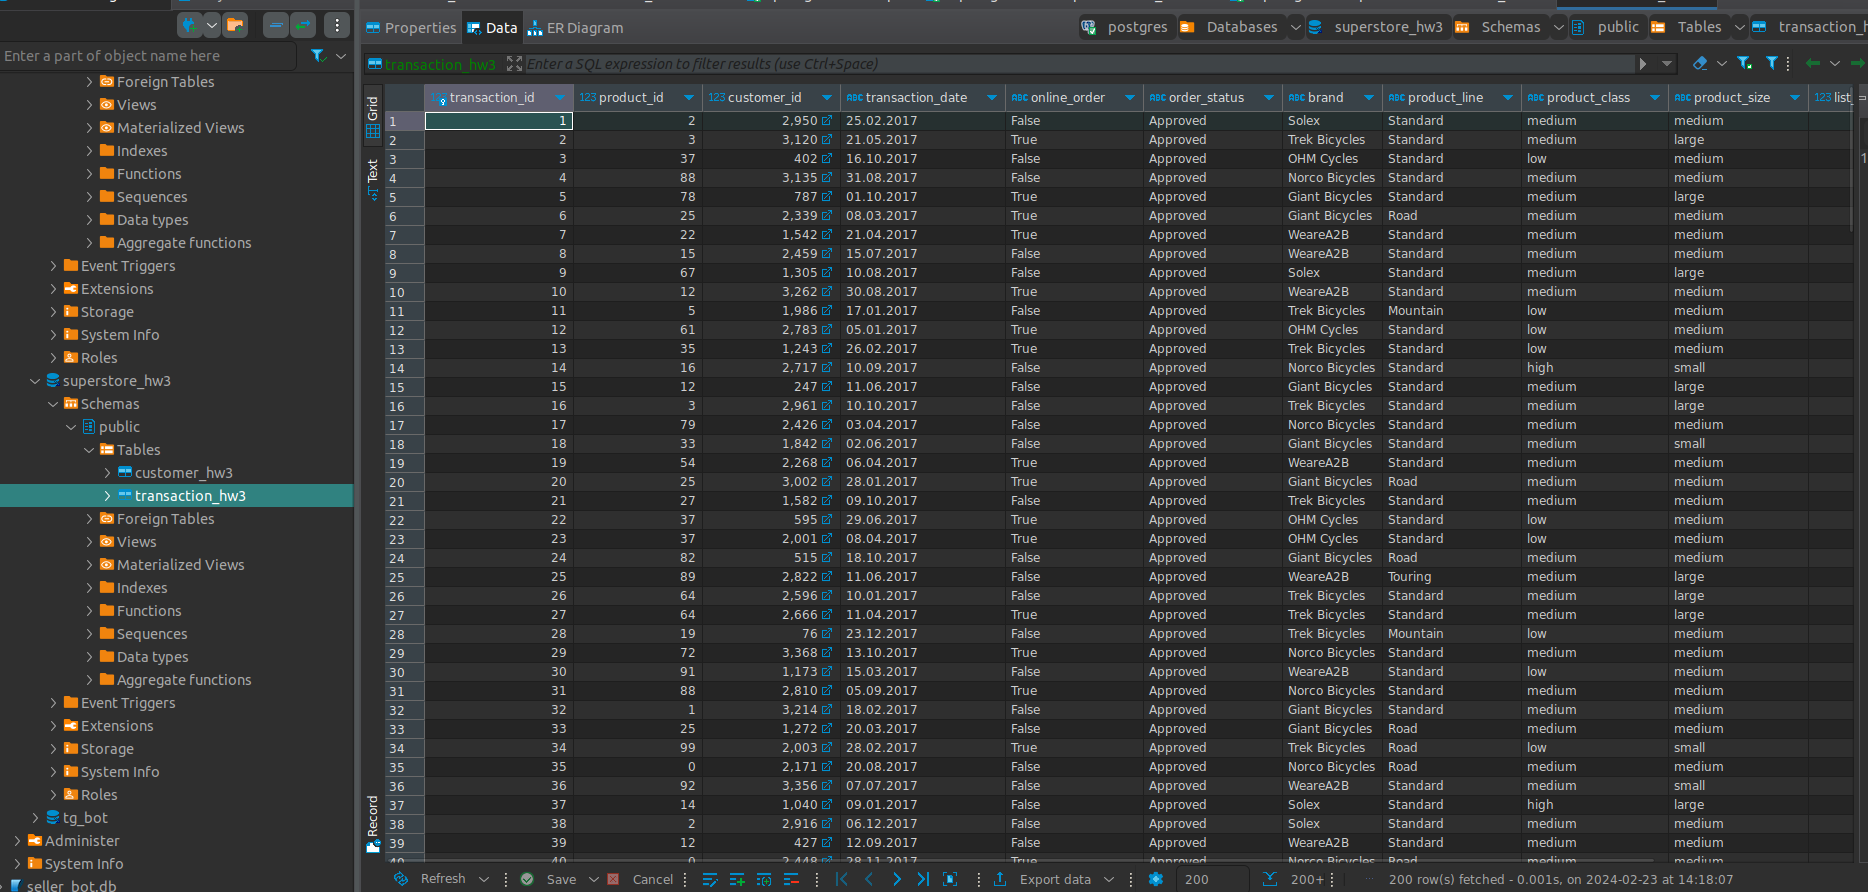 Enter a part of object name here
Foreign Tables
Views
Materialized Views
Indexes
Functions
Sequences
Data types
Aggregate functions
Event Triggers
Extensions
Storage
System Info
Roles
superstore_hw3
Schemas
public
Tables
customer_hw3
transaction_hw3
Foreign Tables
Views
Materialized Views
Indexes
Functions
Sequences
Data types
Aggregate functions
Event Triggers
Extensions
Storage
System Info
Roles
tg_bot
Administer
System Info
seller_bot.db
Properties Data ER Diagram postgres Databases superstore_hw3 Schemas public Tables
transaction_hw3 Enter a SQL expression to filter results (use Ctrl+Space)
Grid
Text
Record
123 transaction_id 123 product_id 123 customer_id ABC transaction_date ABC online_order ABC order_status ABC brand ABC product_line ABC product_class ABC product_size 123 list
1 1 2 2,950 25.02.2017 False Approved Solex Standard medium medium
2 2 3 3,120 21.05.2017 True Approved Trek Bicycles Standard medium large
3 3 37 402 16.10.2017 False Approved OHM Cycles Standard low medium
4 4 88 3,135 31.08.2017 False Approved Norco Bicycles Standard medium medium
5 5 78 787 01.10.2017 True Approved Giant Bicycles Standard medium large
6 6 25 2,339 08.03.2017 True Approved Giant Bicycles Road medium medium
7 7 22 1,542 21.04.2017 True Approved WeareA2B Standard medium medium
8 8 15 2,459 15.07.2017 False Approved WeareA2B Standard medium medium
9 9 67 1,305 10.08.2017 False Approved Solex Standard medium large
10 10 12 3,262 30.08.2017 True Approved WeareA2B Standard medium medium
11 11 5 1,986 17.01.2017 False Approved Trek Bicycles Mountain low medium
12 12 61 2,783 05.01.2017 True Approved OHM Cycles Standard low medium
13 13 35 1,243 26.02.2017 True Approved Trek Bicycles Standard low medium
14 14 16 2,717 10.09.2017 False Approved Norco Bicycles Standard high small
15 15 12 247 11.06.2017 False Approved Giant Bicycles Standard medium large
16 16 3 2,961 10.10.2017 False Approved Trek Bicycles Standard medium large
17 17 79 2,426 03.04.2017 False Approved Norco Bicycles Standard medium medium
18 18 33 1,842 02.06.2017 False Approved Giant Bicycles Standard medium small
19 19 54 2,268 06.04.2017 True Approved WeareA2B Standard medium medium
20 20 25 3,002 28.01.2017 True Approved Giant Bicycles Road medium medium
21 21 27 1,582 09.10.2017 False Approved Trek Bicycles Standard medium medium
22 22 37 595 29.06.2017 True Approved OHM Cycles Standard low medium
23 23 37 2,001 08.04.2017 True Approved OHM Cycles Standard low medium
24 24 82 515 18.10.2017 False Approved Giant Bicycles Road medium medium
25 25 89 2,822 11.06.2017 False Approved WeareA2B Touring medium large
26 26 64 2,596 10.01.2017 False Approved Trek Bicycles Standard medium large
27 27 64 2,666 11.04.2017 True Approved Trek Bicycles Standard medium large
28 28 19 76 23.12.2017 False Approved Trek Bicycles Mountain low medium
29 29 72 3,368 13.10.2017 True Approved Norco Bicycles Standard medium medium
30 30 91 1,173 15.03.2017 False Approved WeareA2B Standard low medium
31 31 88 2,810 05.09.2017 True Approved Norco Bicycles Standard medium medium
32 32 1 3,214 18.02.2017 False Approved Giant Bicycles Standard medium medium
33 33 25 1,272 20.03.2017 False Approved Giant Bicycles Road medium medium
34 34 99 2,003 28.02.2017 True Approved Trek Bicycles Road low small
35 35 0 2,171 20.08.2017 False Approved Norco Bicycles Road medium medium
36 36 92 3,356 07.07.2017 False Approved WeareA2B Standard medium small
37 37 14 1,040 09.01.2017 False Approved Solex Standard high large
38 38 2 2,916 06.12.2017 False Approved Solex Standard medium medium
39 39 12 427 12.09.2017 False Approved WeareA2B Standard medium medium
40 40 0 2,448 28.11.2017 True Approved Norco Bicycles Road medium medium
Refresh Save Cancel Export data 200 200+ 200 row(s) fetched - 0.001s, on 2024-02-23 at 14:18:07